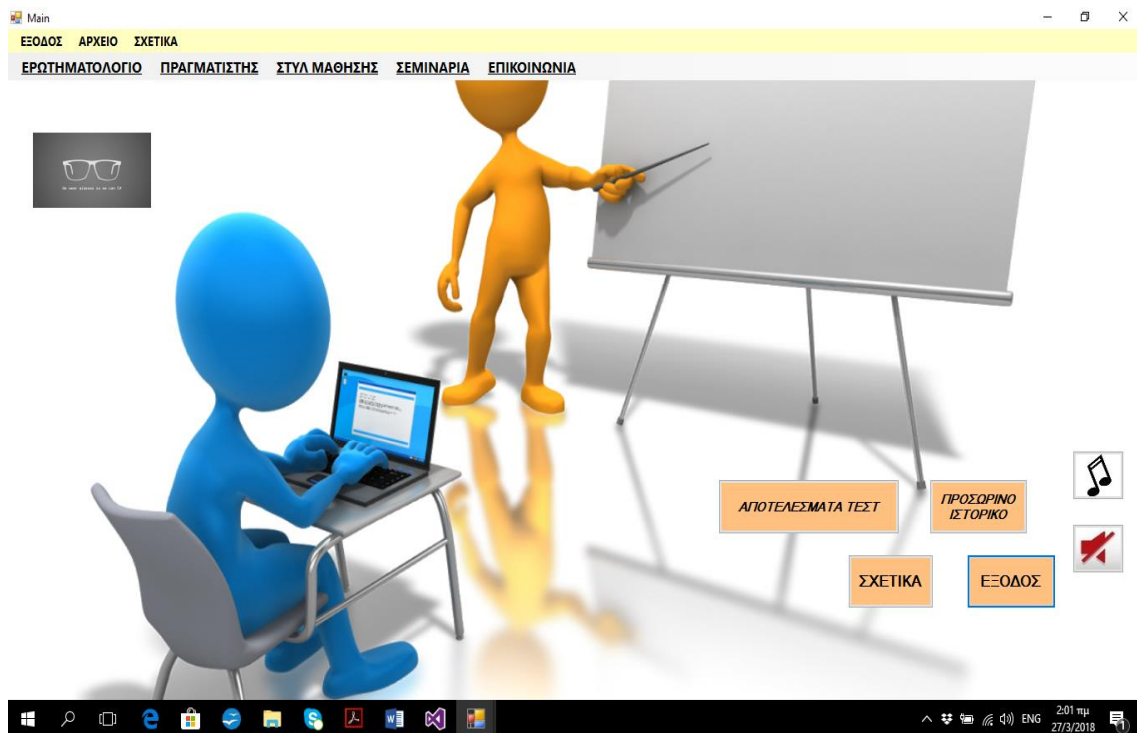 Main
ΕΞΟΔΟΣ ΑΡΧΕΙΟ ΣΧΕΤΙΚΑ
ΕΡΩΤΗΜΑΤΟΛΟΓΙΟ ΠΡΑΓΜΑΤΙΣΤΗΣ ΣΤΥΛ ΜΑΘΗΣΗΣ ΣΕΜΙΝΑΡΙΑ ΕΠΙΚΟΙΝΩΝΙΑ
ΑΠΟΤΕΛΕΣΜΑΤΑ ΤΕΣΤ
ΠΡΟΣΩΡΙΝΟ
ΙΣΤΟΡΙΚΟ
ΣΧΕΤΙΚΑ
ΕΞΟΔΟΣ
ENG
2:01 πμ
27/3/2018
1